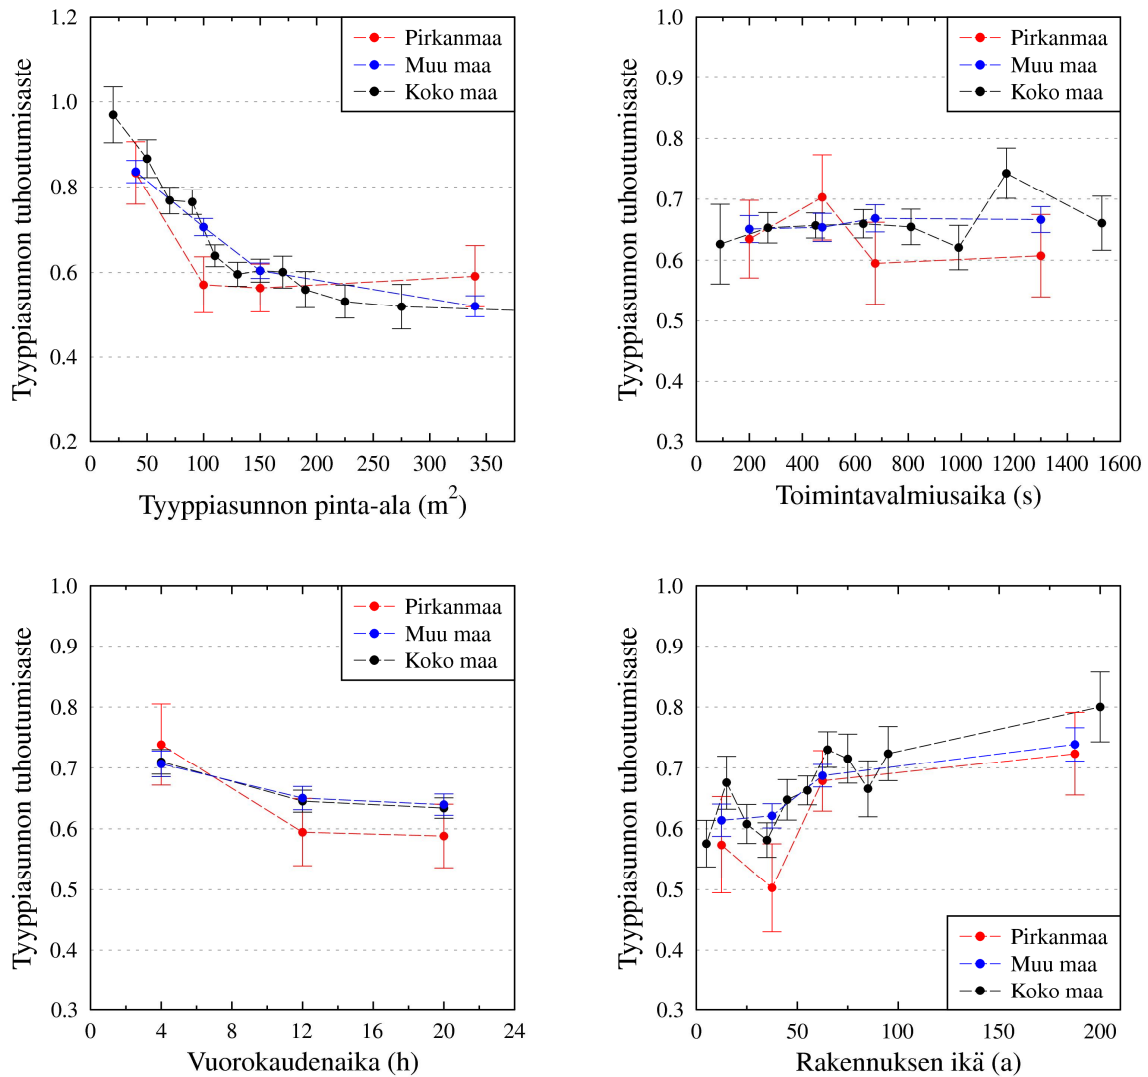 Tyyppiasunnon tuhoutumisaste
1.2
1.0
0.8
0.6
0.4
0.2
Pirkanmaa
Muu maa
Koko maa
0 50 100 150 200 250 300 350
Tyyppiasunnon pinta-ala (m²)
Tyyppiasunnon tuhoutumisaste
1.0
0.9
0.8
0.7
0.6
0.5
0.4
0.3
Pirkanmaa
Muu maa
Koko maa
0 200 400 600 800 1000 1200 1400 1600
Toimintavalmiusaika (s)
Tyyppiasunnon tuhoutumisaste
1.0
0.9
0.8
0.7
0.6
0.5
0.4
0.3
Pirkanmaa
Muu maa
Koko maa
0 4 8 12 16 20 24
Vuorokaudenaika (h)
Tyyppiasunnon tuhoutumisaste
1.0
0.9
0.8
0.7
0.6
0.5
0.4
0.3
Pirkanmaa
Muu maa
Koko maa
0 50 100 150 200
Rakennuksen ikä (a)